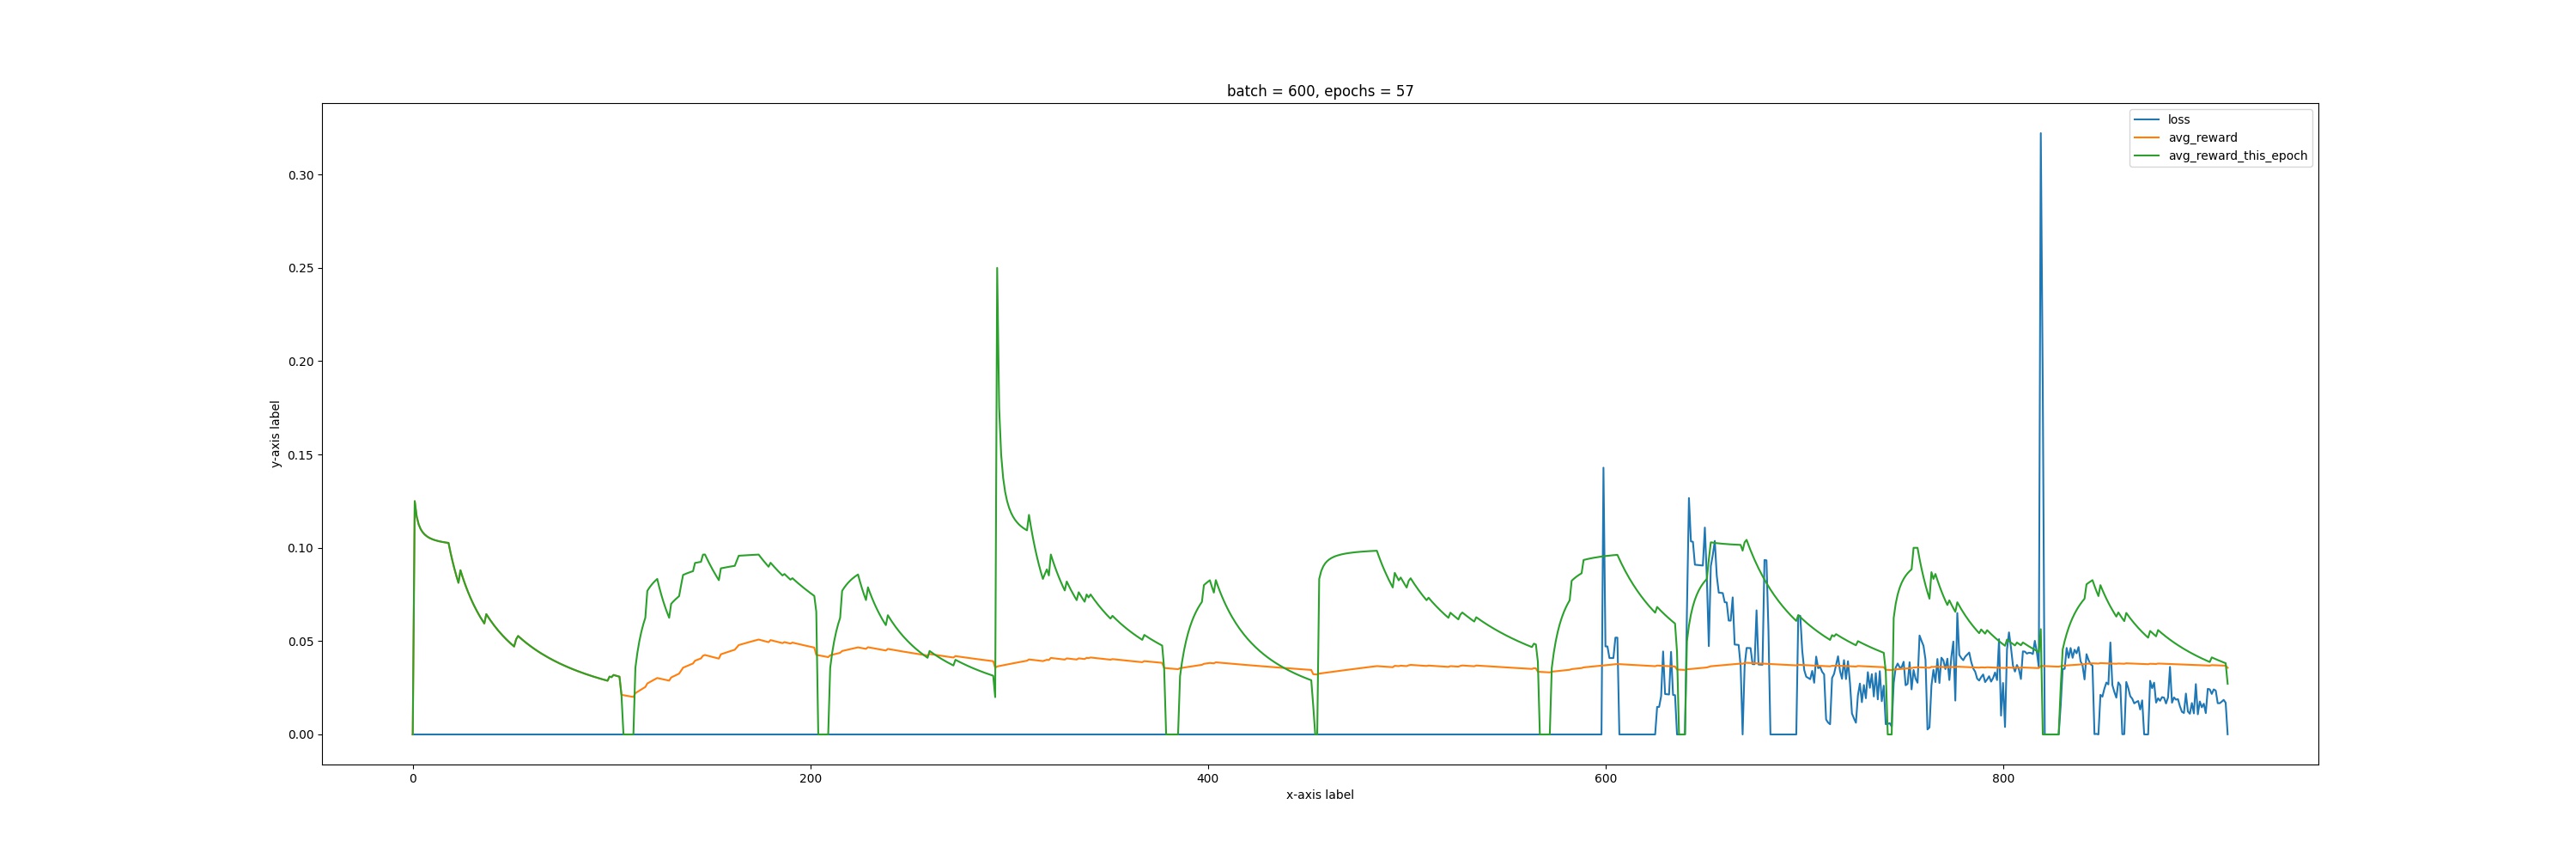 batch = 600, epochs = 57
loss
avg_reward
avg_reward_this_epoch
y-axis label
0.30
0.25
0.20
0.15
0.10
0.05
0.00
0
200
400
600
800
x-axis label